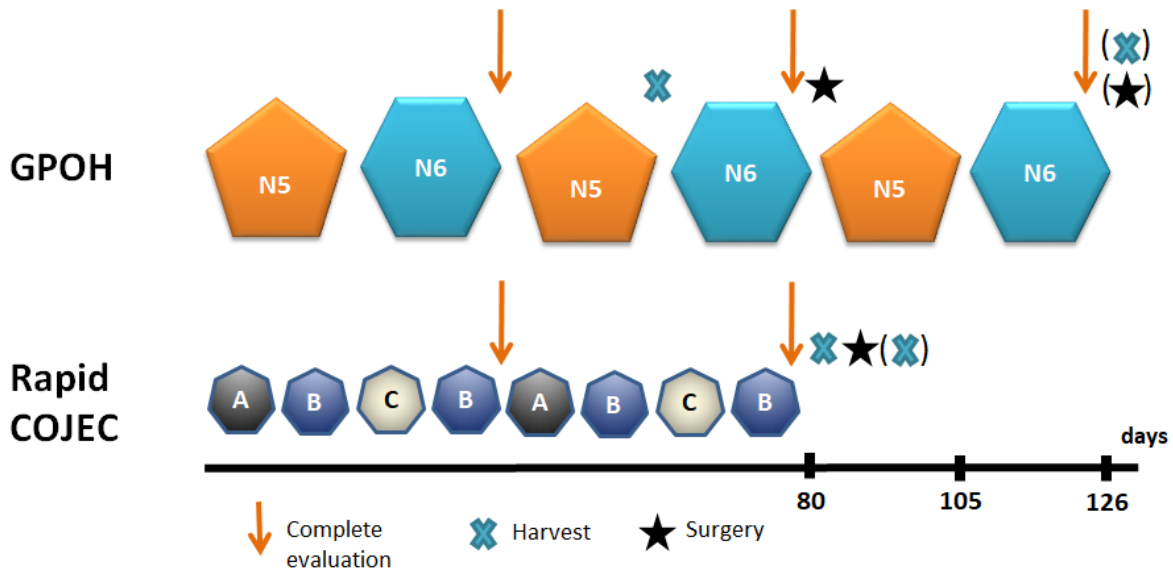 ( )
( )
GPOH
N5 N6 N5 N6 N5 N6
Rapid
COJEC
( )
A B C B A B C B
days
80 105 126
Complete
evaluation
Harvest
Surgery